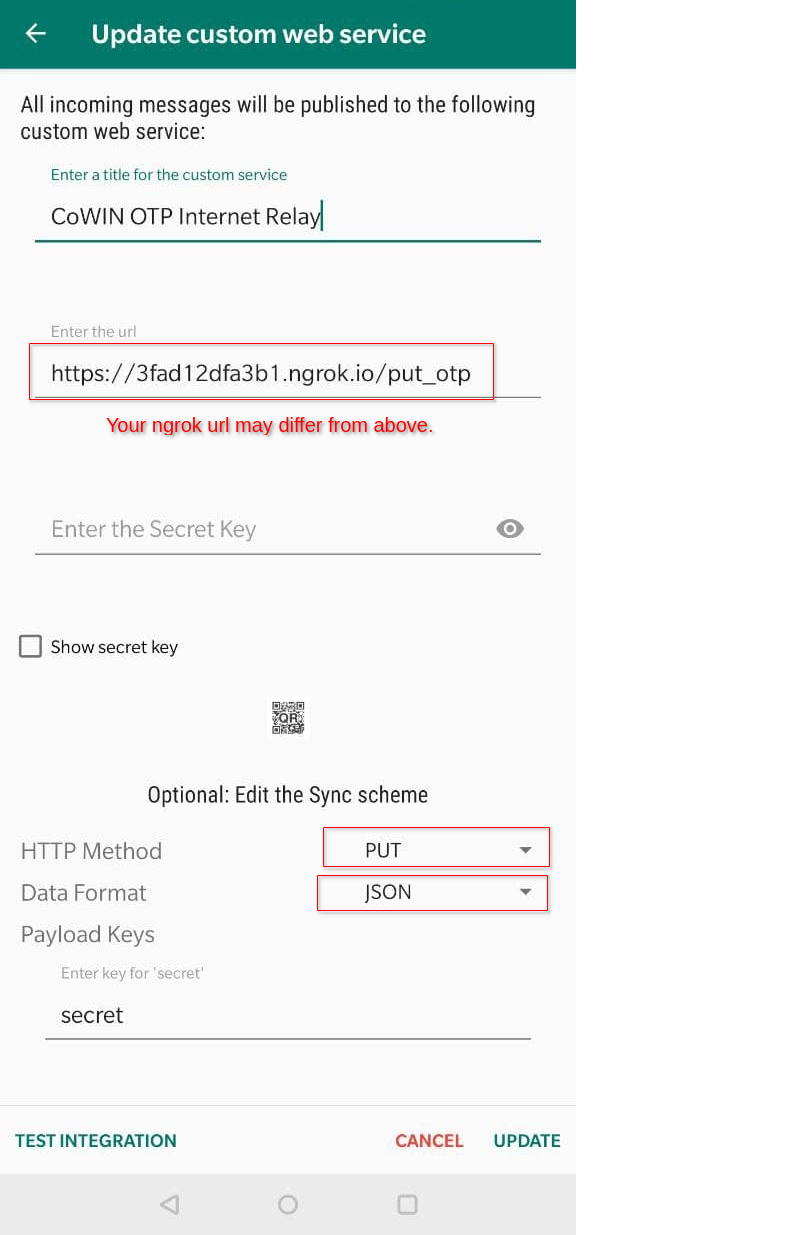 Update custom web service
All incoming messages will be published to the following
custom web service:
Enter a title for the custom service
CoWIN OTP Internet Relay
Enter the url
https://3fad12dfa3b1.ngrok.io/put_otp
Your ngrok url may differ from above.
Enter the Secret Key
Show secret key
QR
Optional: Edit the Sync scheme
HTTP Method PUT
Data Format JSON
Payload Keys
Enter key for 'secret'
secret
TEST INTEGRATION CANCEL UPDATE